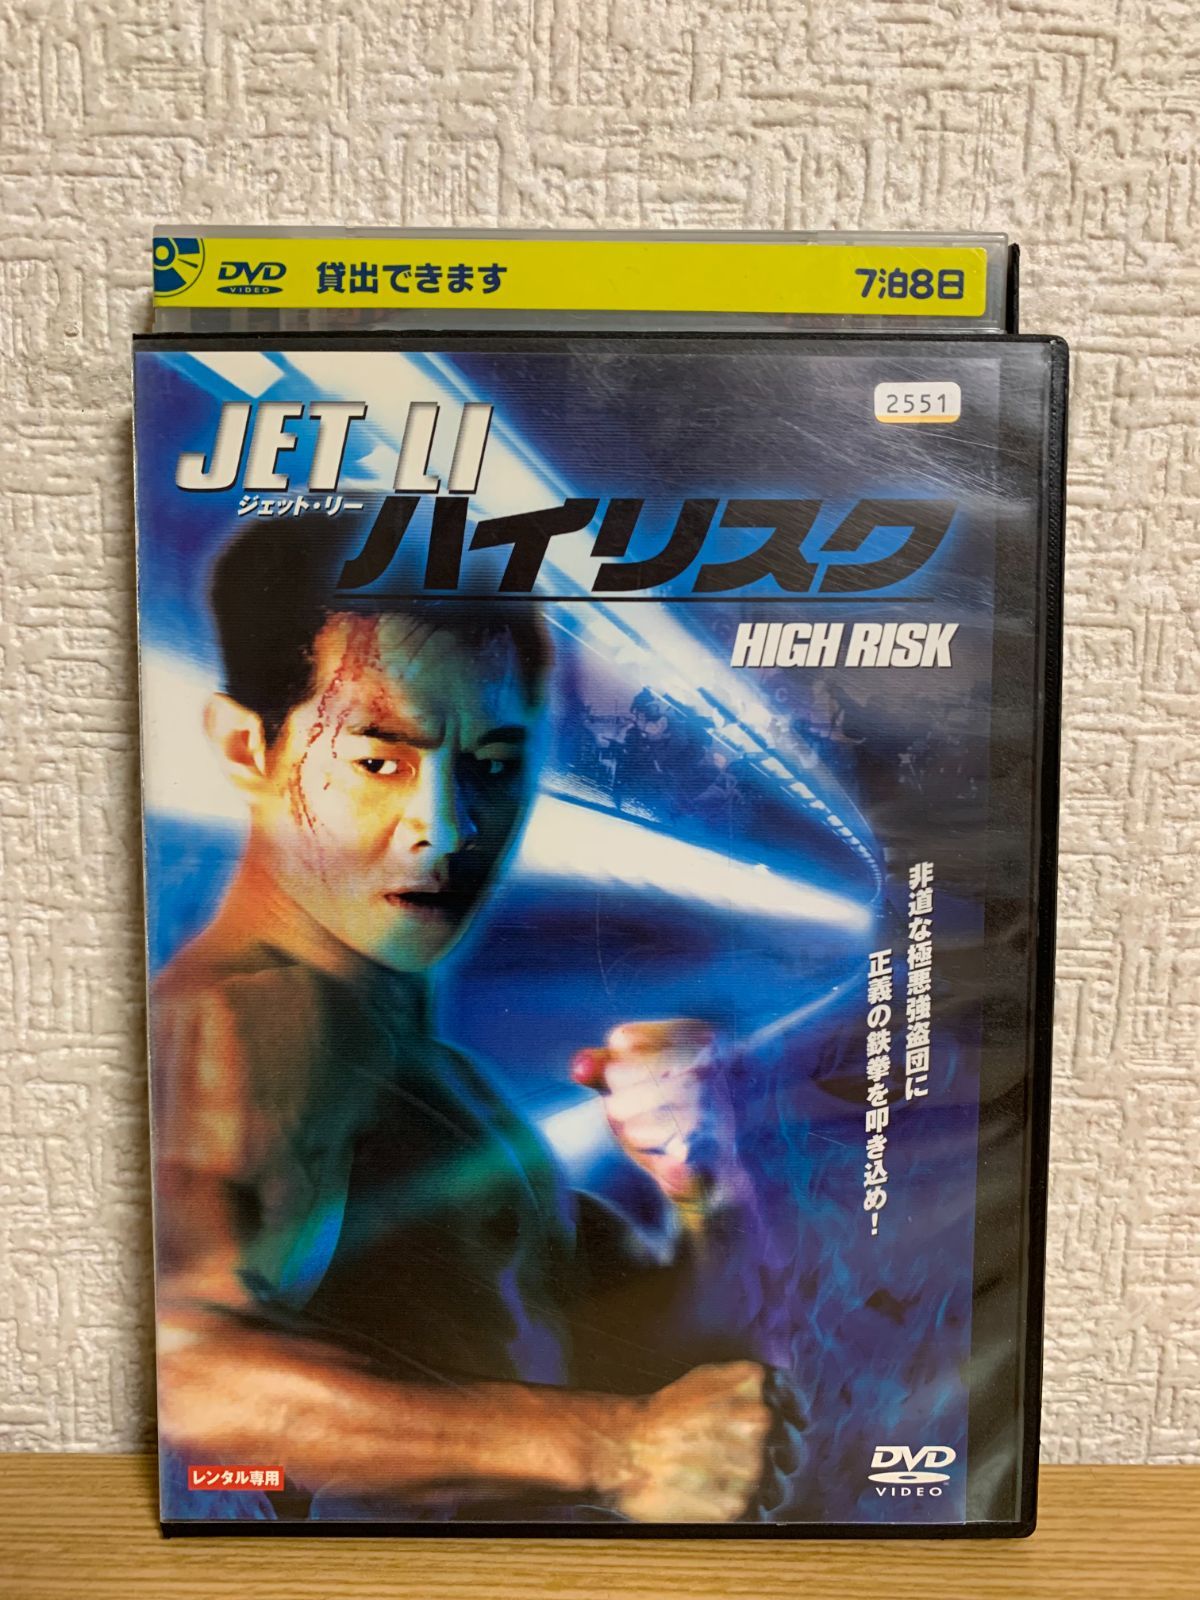 DVD
VIDEO
貸出できます
7泊8日
2551
JET LI
ジェット・リー
ハイリスク
HIGH RISK
非道な極悪強盗団に
正義の鉄拳を叩き込め!
レンタル専用
DVD
VIDEO